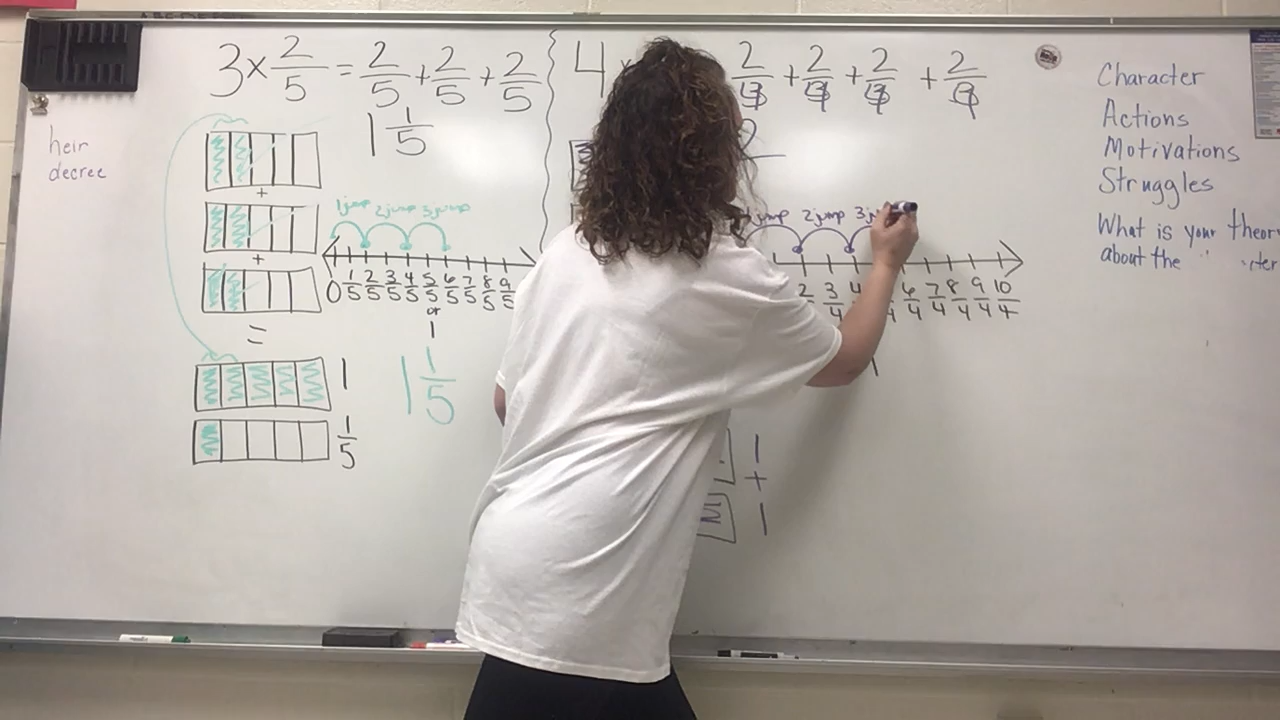 heir
decree
3 × 2/5 = 2/5 + 2/5 + 2/5
1 1/5
+
+
=
1
1/5
1 jump 2 jump 3 jump
0 1/5 2/5 3/5 4/5 5/5 6/5 7/5 8/5 9/5
or
1
1 1/5
4
2/4 + 2/4 + 2/4 + 2/4
2
jump 2 jump 3
2/4 3/4 4 6/4 7/4 8/4 9/4 10/4
1
1
+
1
Character
Actions
Motivations
Struggles
What is your theory
about the